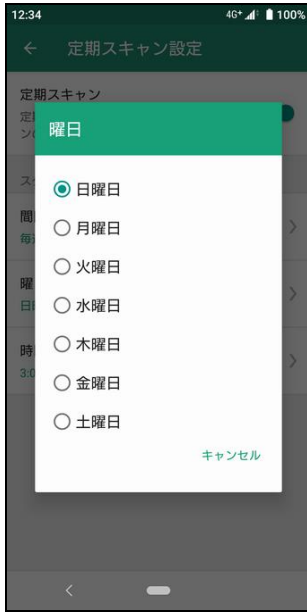 12:34 4G+ 100%
← 定期スキャン設定
定期スキャン
曜日
日曜日
月曜日
火曜日
水曜日
木曜日
金曜日
土曜日
キャンセル